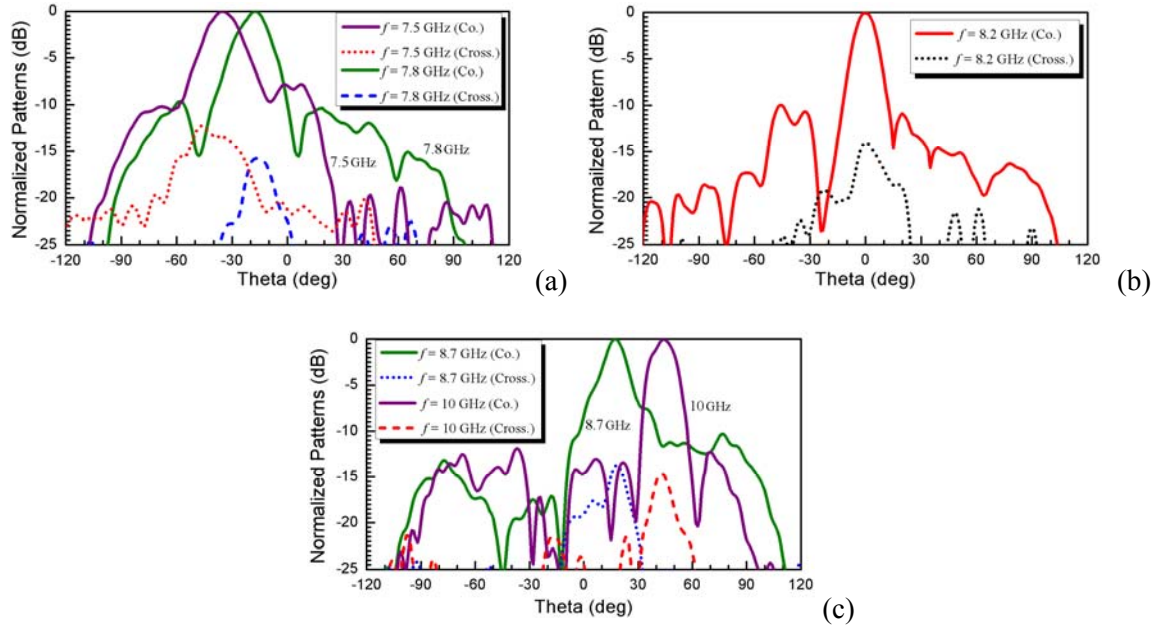 Normalized Patterns (dB)
0
-5
-10
-15
-20
-25
f = 7.5 GHz (Co.)
f = 7.5 GHz (Cross.)
f = 7.8 GHz (Co.)
f = 7.8 GHz (Cross.)
7.5 GHz
7.8 GHz
-120 -90 -60 -30 0 30 60 90 120
Theta (deg)
(a)
Normailzed Pattern (dB)
0
-5
-10
-15
-20
-25
f = 8.2 GHz (Co.)
f = 8.2 GHz (Cross.)
-120 -90 -60 -30 0 30 60 90 120
Theta (deg)
(b)
Normalized Patterns (dB)
0
-5
-10
-15
-20
-25
f = 8.7 GHz (Co.)
f = 8.7 GHz (Cross.)
f = 10 GHz (Co.)
f = 10 GHz (Cross.)
8.7 GHz
10 GHz
-120 -90 -60 -30 0 30 60 90 120
Theta (deg)
(c)